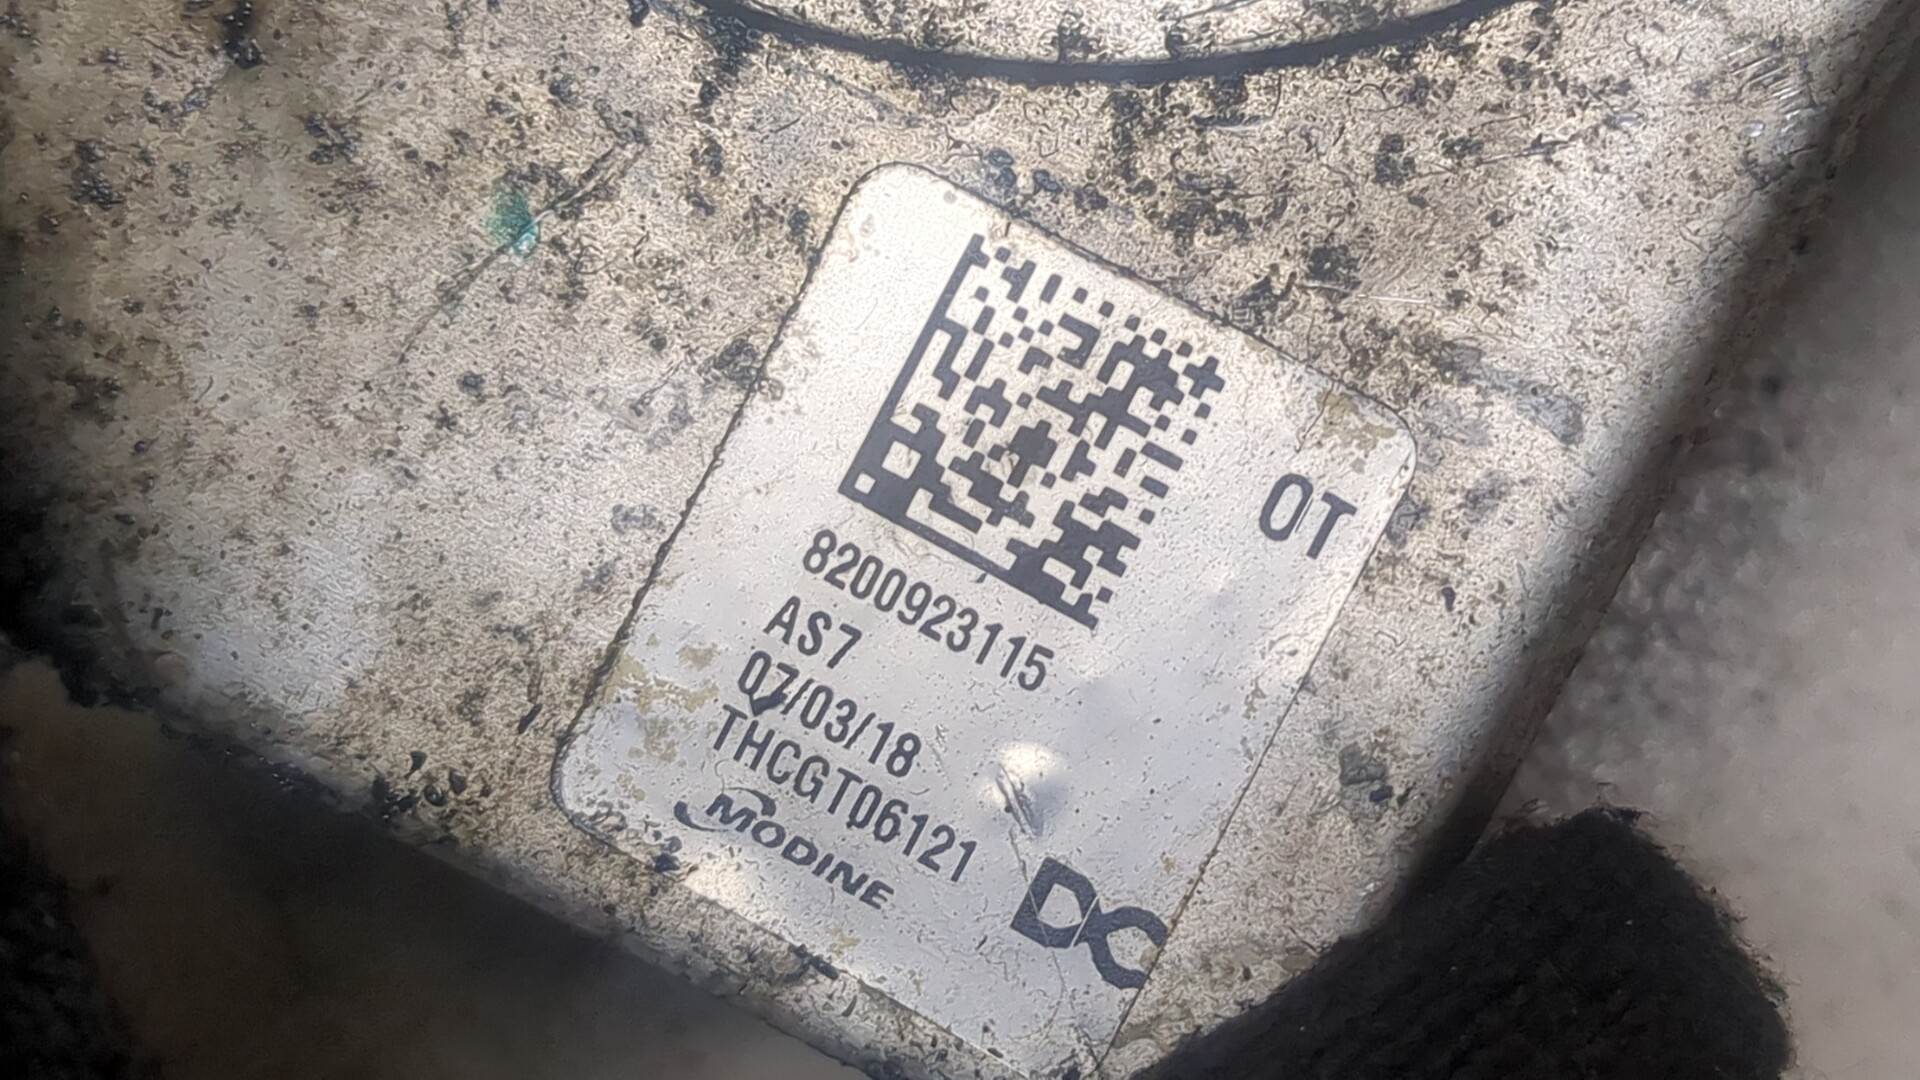 OT
8200923115
AS7
07/03/18
THCGT06121
MODINE
DC